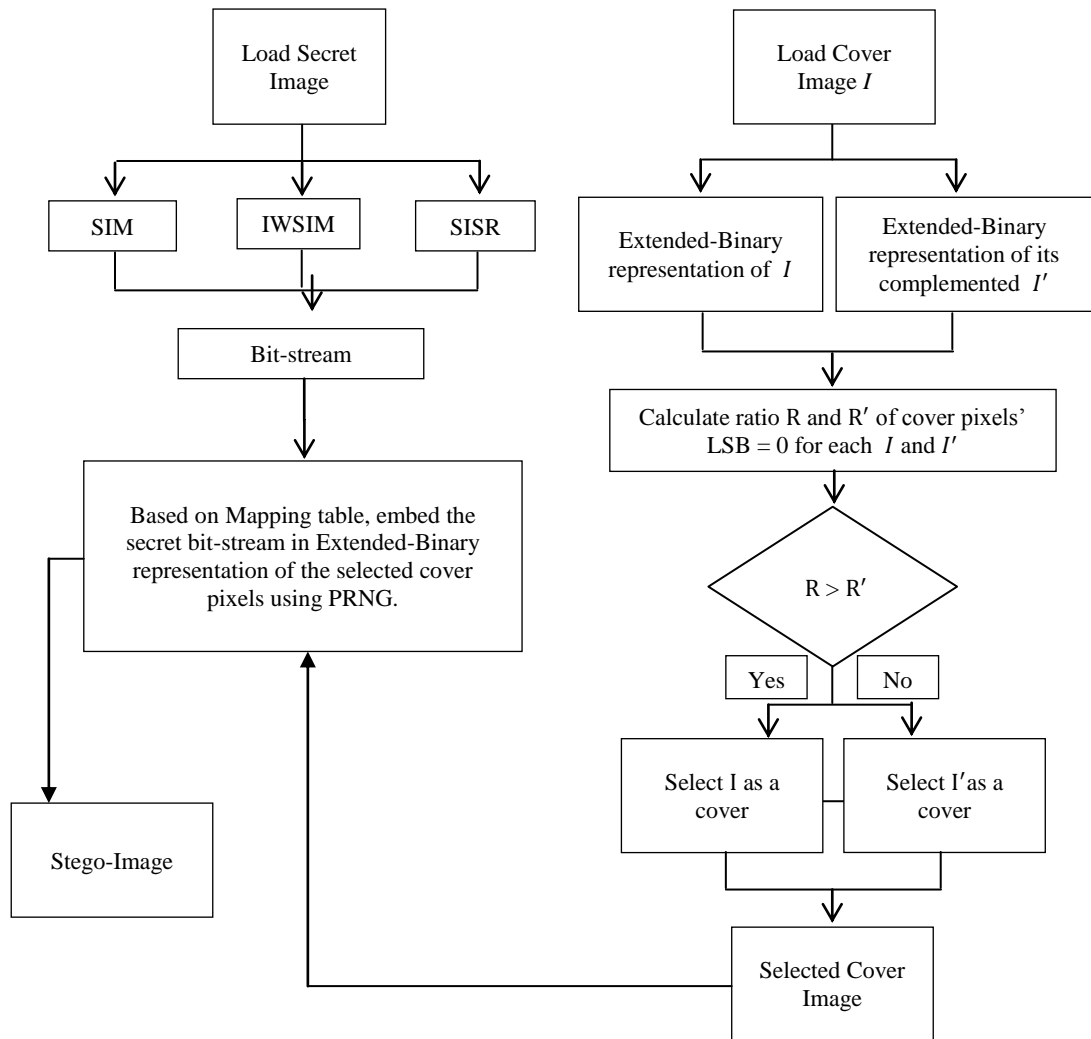 Load Secret
Image
Load Cover
Image I
SIM
IWSIM
SISR
Extended-Binary
representation of I
Extended-Binary
representation of its
complemented I′
Bit-stream
Calculate ratio R and R′ of cover pixels’
LSB = 0 for each I and I′
Based on Mapping table, embed the
secret bit-stream in Extended-Binary
representation of the selected cover
pixels using PRNG.
R > R′
Yes
No
Select I as a
cover
Select I′as a
cover
Stego-Image
Selected Cover
Image